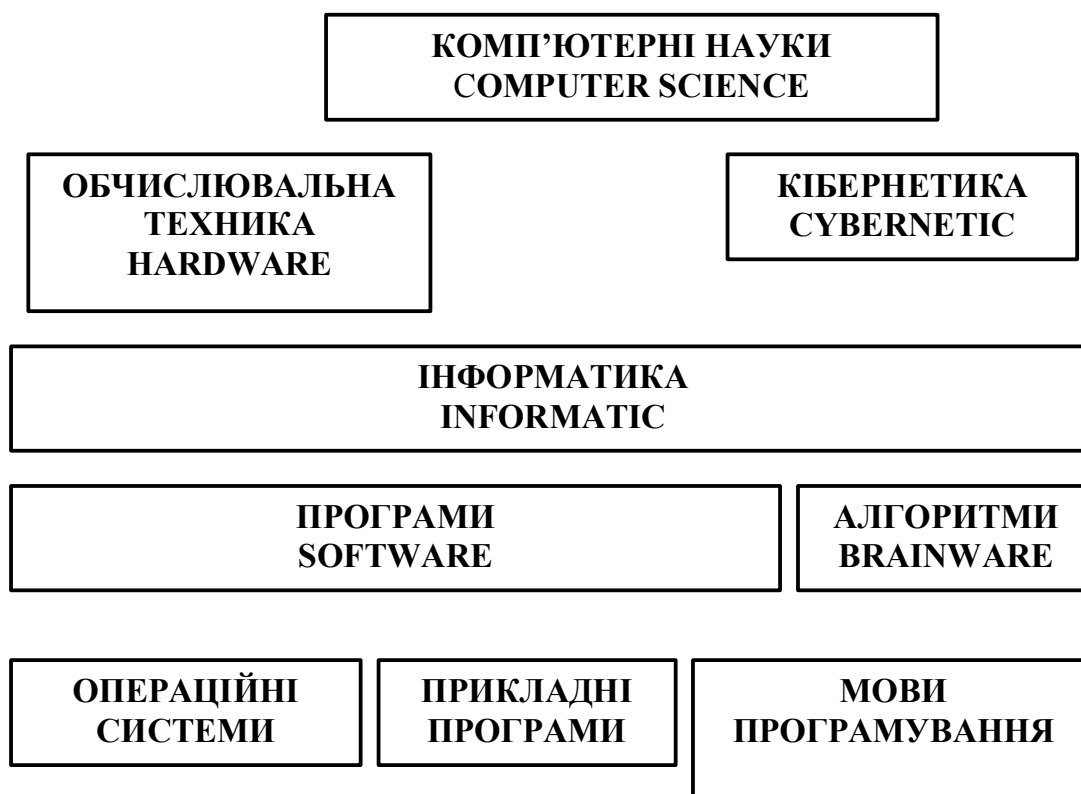 КОМП’ЮТЕРНІ НАУКИ
COMPUTER SCIENCE
ОБЧИСЛЮВАЛЬНА
ТЕХНИКА
HARDWARE
КІБЕРНЕТИКА
CYBERNETIC
ІНФОРМАТИКА
INFORMATIC
ПРОГРАМИ
SOFTWARE
АЛГОРИТМИ
BRAINWARE
ОПЕРАЦІЙНІ
СИСТЕМИ
ПРИКЛАДНІ
ПРОГРАМИ
МОВИ
ПРОГРАМУВАННЯ